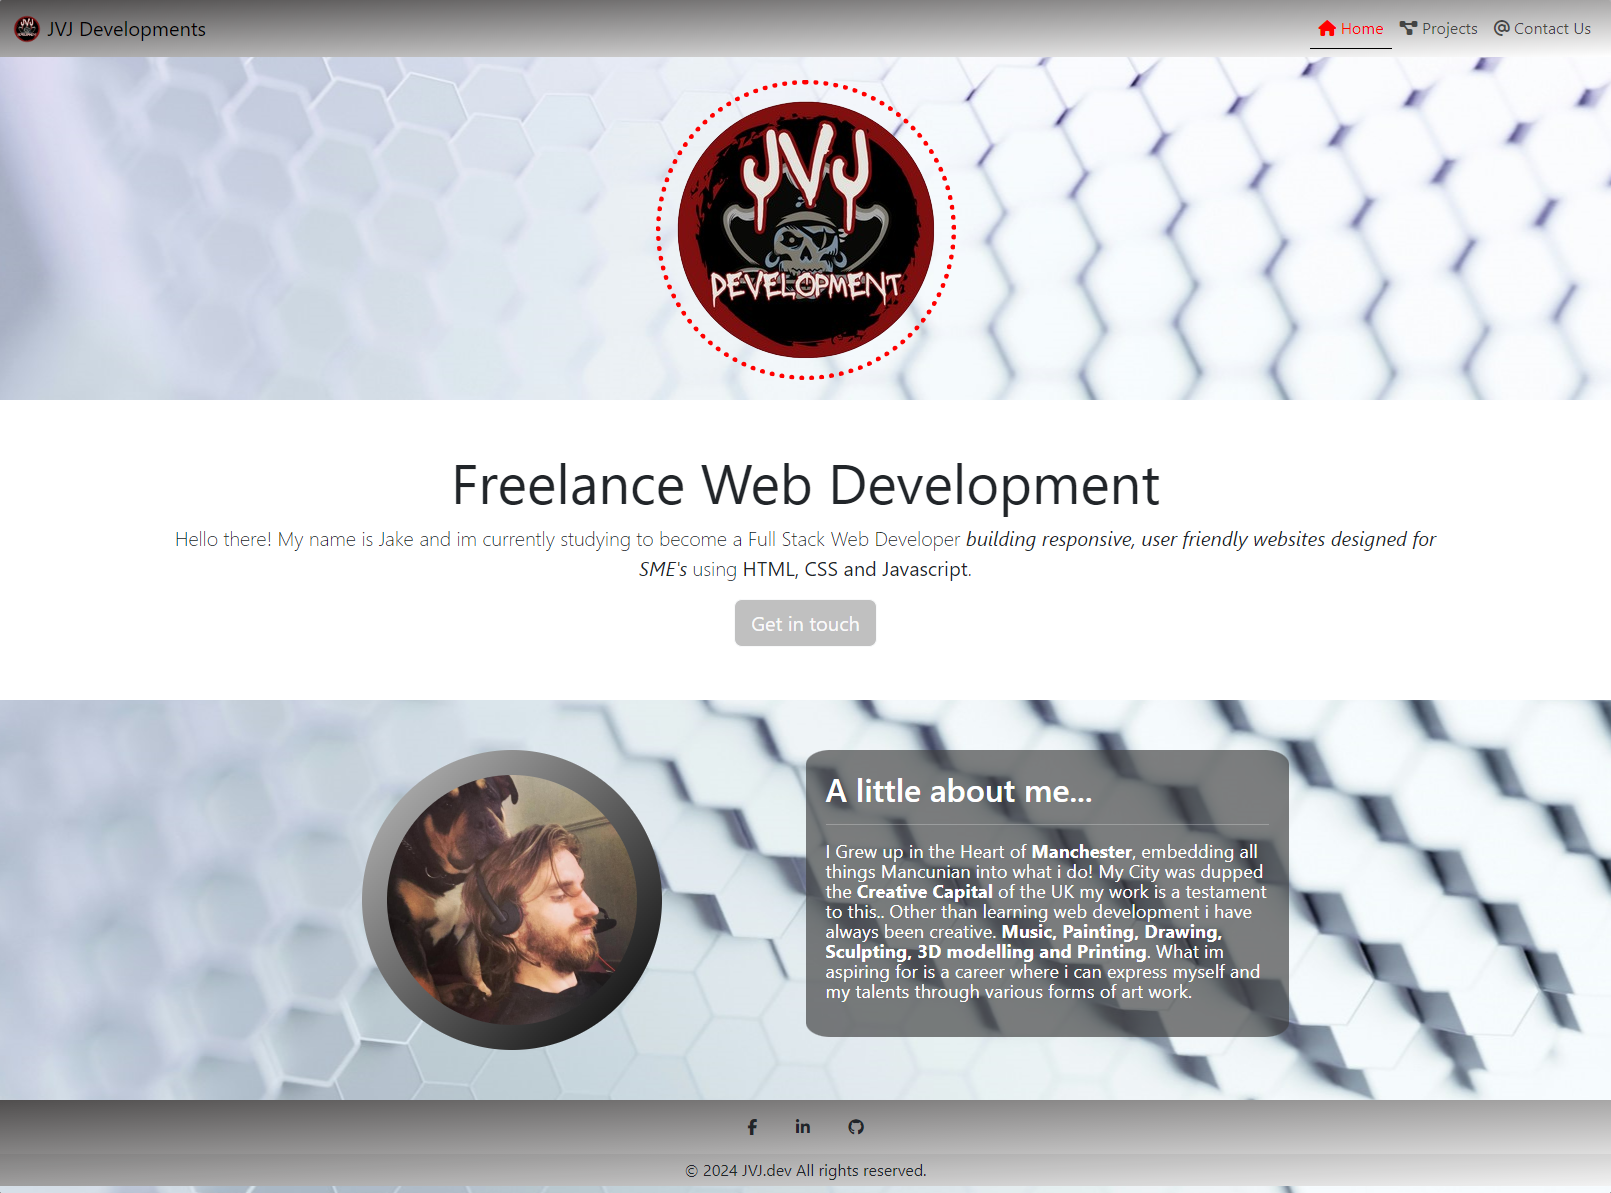 JVJ Developments
Home
Projects
Contact Us
JVJ
DEVELOPMENT
Freelance Web Development
Hello there! My name is Jake and im currently studying to become a Full Stack Web Developer building responsive, user friendly websites designed for
SME's using HTML, CSS and Javascript.
Get in touch
A little about me...
I Grew up in the Heart of Manchester, embedding all
things Mancunian into what i do! My City was dupped
the Creative Capital of the UK my work is a testament
to this.. Other than learning web development i have
always been creative. Music, Painting, Drawing,
Sculpting, 3D modelling and Printing. What im
aspiring for is a career where i can express myself and
my talents through various forms of art work.
© 2024 JVJ.dev All rights reserved.